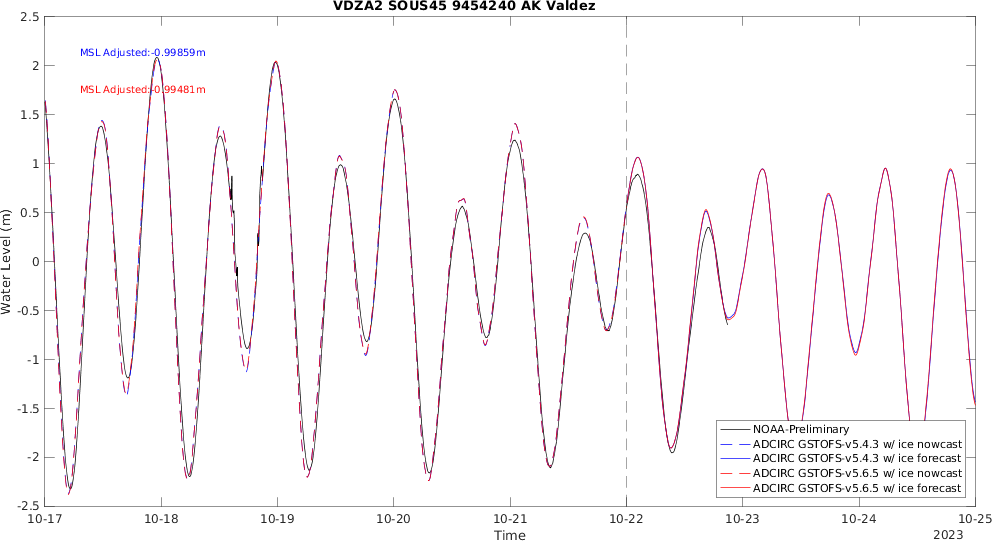 VDZA2 SOUS45 9454240 AK Valdez
MSL Adjusted:-0.99859m
MSL Adjusted:-0.99481m
Water Level (m)
2.5
2
1.5
1
0.5
0
-0.5
-1
-1.5
-2
-2.5
NOAA-Preliminary
ADCIRC GSTOFS-v5.4.3 w/ ice nowcast
ADCIRC GSTOFS-v5.4.3 w/ ice forecast
ADCIRC GSTOFS-v5.6.5 w/ ice nowcast
ADCIRC GSTOFS-v5.6.5 w/ ice forecast
10-17 10-18 10-19 10-20 10-21 10-22 10-23 10-24 10-25
Time
2023